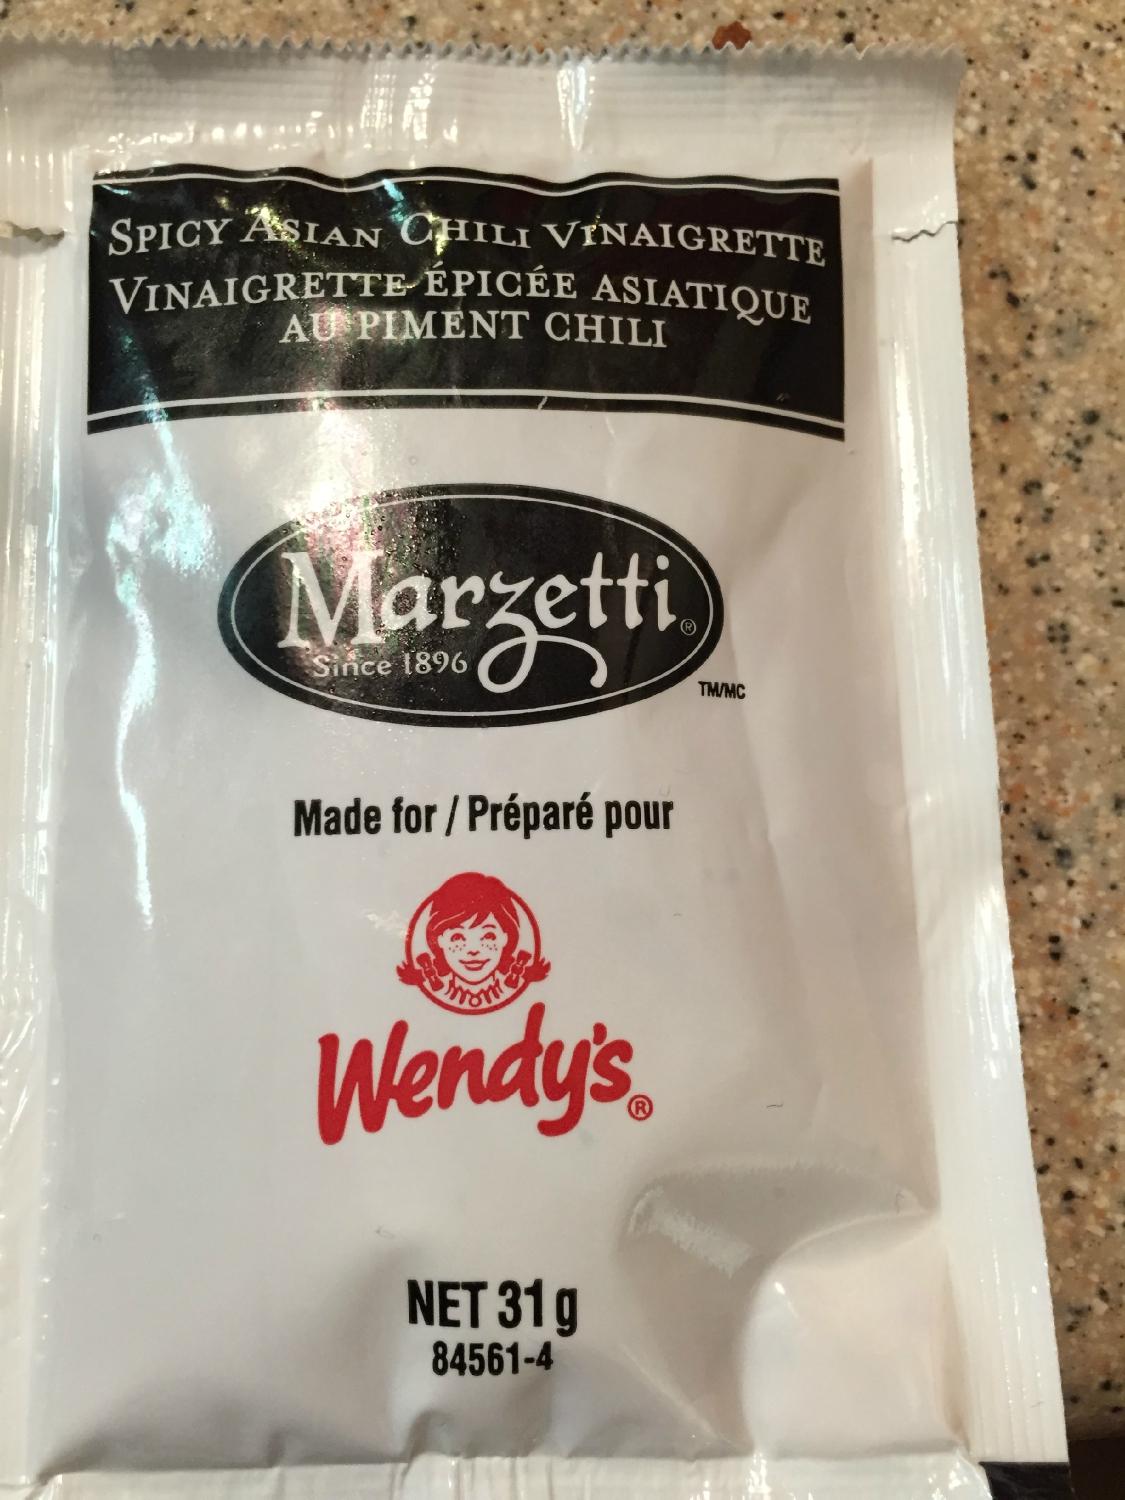 SPICY ASIAN CHILI VINAIGRETTE
VINAIGRETTE ÉPICÉE ASIATIQUE
AU PIMENT CHILI
Marzetti®
Since 1896
TM/MC
Made for / Préparé pour
Wendy's®
NET 31 g
84561-4